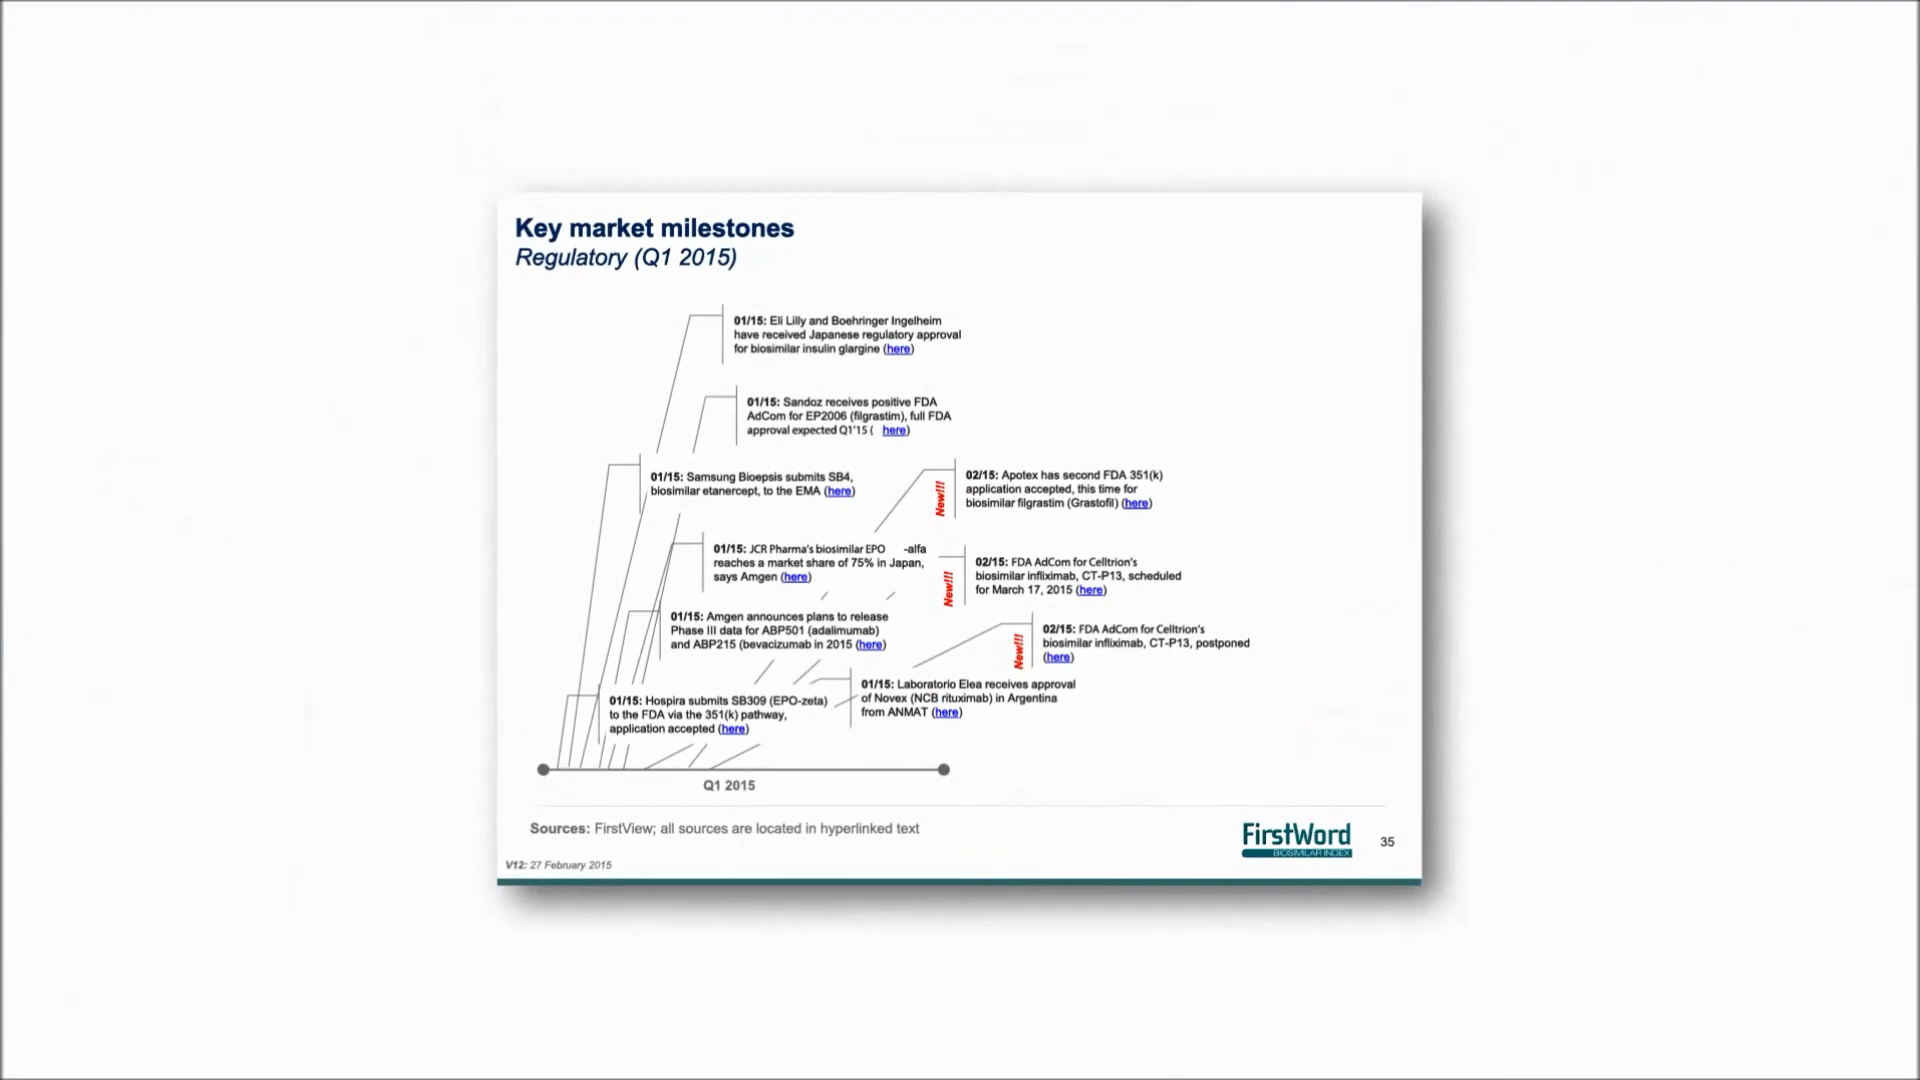 Key market milestones
Regulatory (Q1 2015)
01/15: Eli Lilly and Boehringer Ingelheim
have received Japanese regulatory approval
for biosimilar insulin glargine (here)
01/15: Sandoz receives positive FDA
AdCom for EP2006 (filgrastim), full FDA
approval expected Q1'15 ( here)
01/15: Samsung Bioepsis submits SB4,
biosimilar etanercept, to the EMA (here)
New!!!
02/15: Apotex has second FDA 351(k)
application accepted, this time for
biosimilar filgrastim (Grastofil) (here)
01/15: JCR Pharma's biosimilar EPO -alfa
reaches a market share of 75% in Japan,
says Amgen (here)
New!!!
02/15: FDA AdCom for Celltrion's
biosimilar infliximab, CT-P13, scheduled
for March 17, 2015 (here)
01/15: Amgen announces plans to release
Phase III data for ABP501 (adalimumab)
and ABP215 (bevacizumab in 2015 (here)
New!!!
02/15: FDA AdCom for Celltrion's
biosimilar infliximab, CT-P13, postponed
(here)
01/15: Hospira submits SB309 (EPO-zeta)
to the FDA via the 351(k) pathway,
application accepted (here)
01/15: Laboratorio Elea receives approval
of Novex (NCB rituximab) in Argentina
from ANMAT (here)
Q1 2015
Sources: FirstView; all sources are located in hyperlinked text
FirstWord
BIOSIMILAR INDEX
35
V12: 27 February 2015